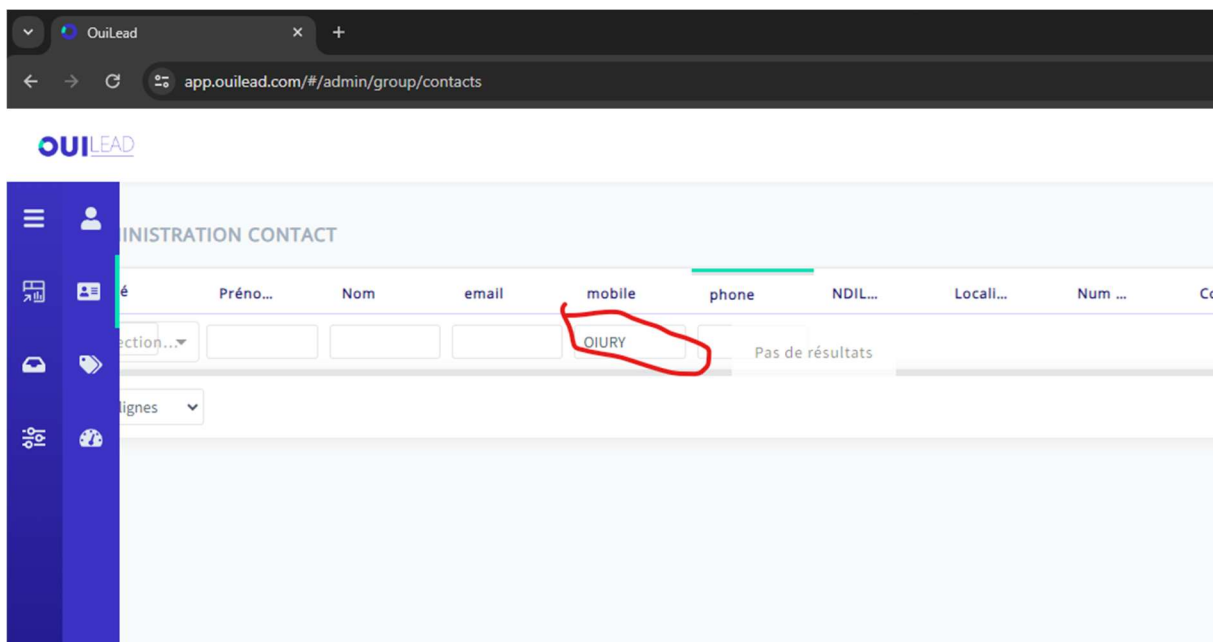 OuiLead
app.ouilead.com/#/admin/group/contacts
OUILEAD
INISTRATION CONTACT
é Préno... Nom email mobile phone NDIL... Locali... Num ... Co
ection... OIURY
Pas de résultats
lignes